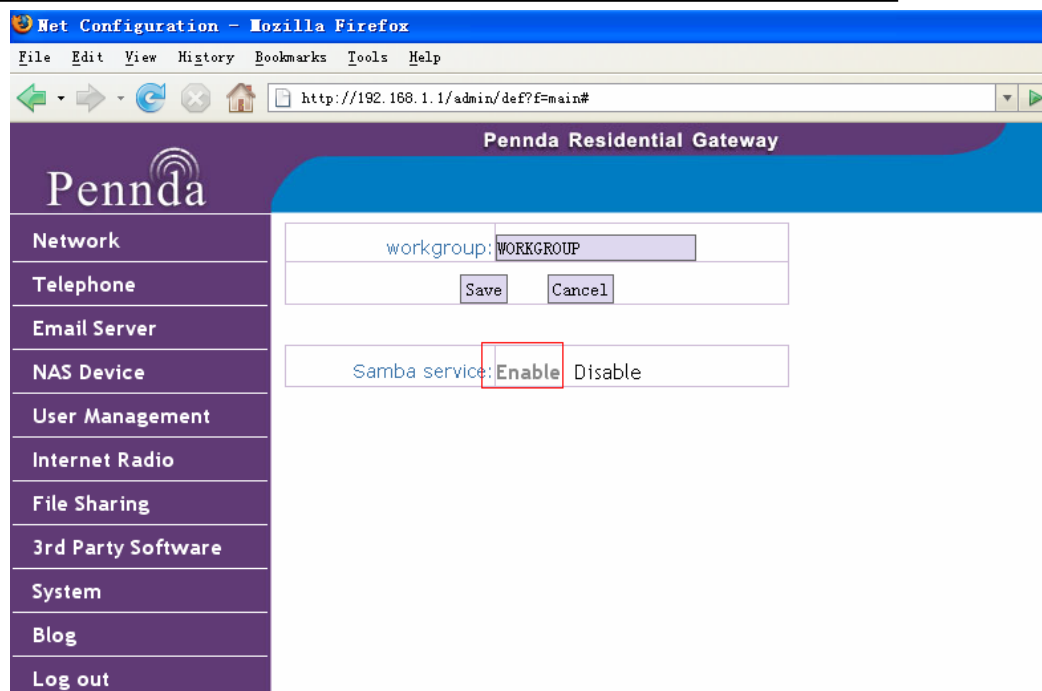 Net Configuration - Mozilla Firefox
File Edit View History Bookmarks Tools Help
http://192.168.1.1/admin/def?f=main#
Pennda Residential Gateway
Pennda
Network
Telephone
Email Server
NAS Device
User Management
Internet Radio
File Sharing
3rd Party Software
System
Blog
Log out
workgroup: WORKGROUP
Save Cancel
Samba service: Enable Disable